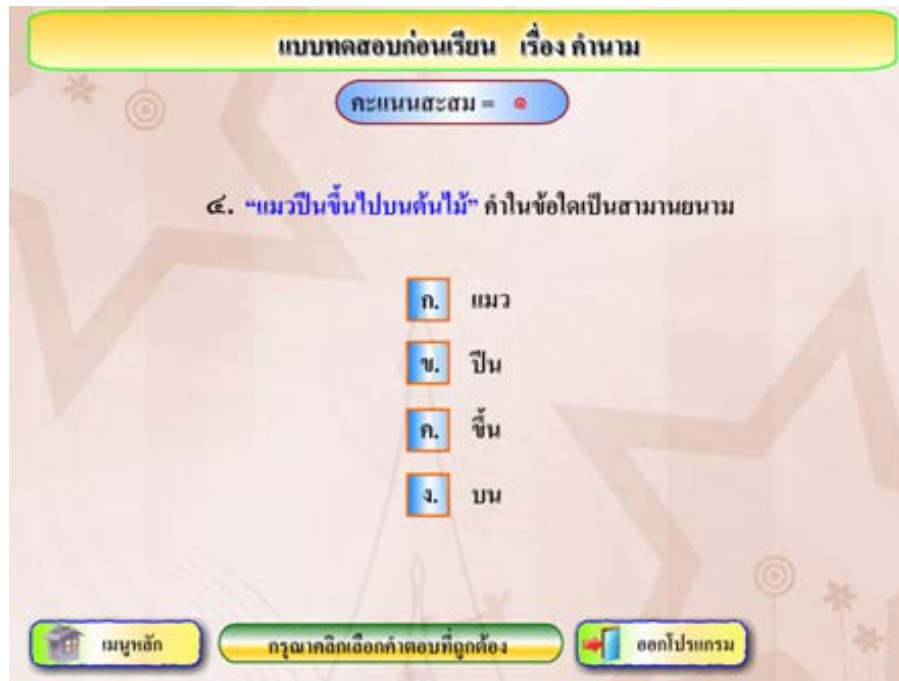 แบบทดสอบก่อนเรียน เรื่อง คำนาม
คะแนนสะสม = ๑
๔. “แมวปีนขึ้นไปบนต้นไม้” คำในข้อใดเป็นสามานยนาม
ก. แมว
ข. ปีน
ค. ขึ้น
ง. บน
เมนูหลัก กรุณาคลิกเลือกคำตอบที่ถูกต้อง ออกโปรแกรม